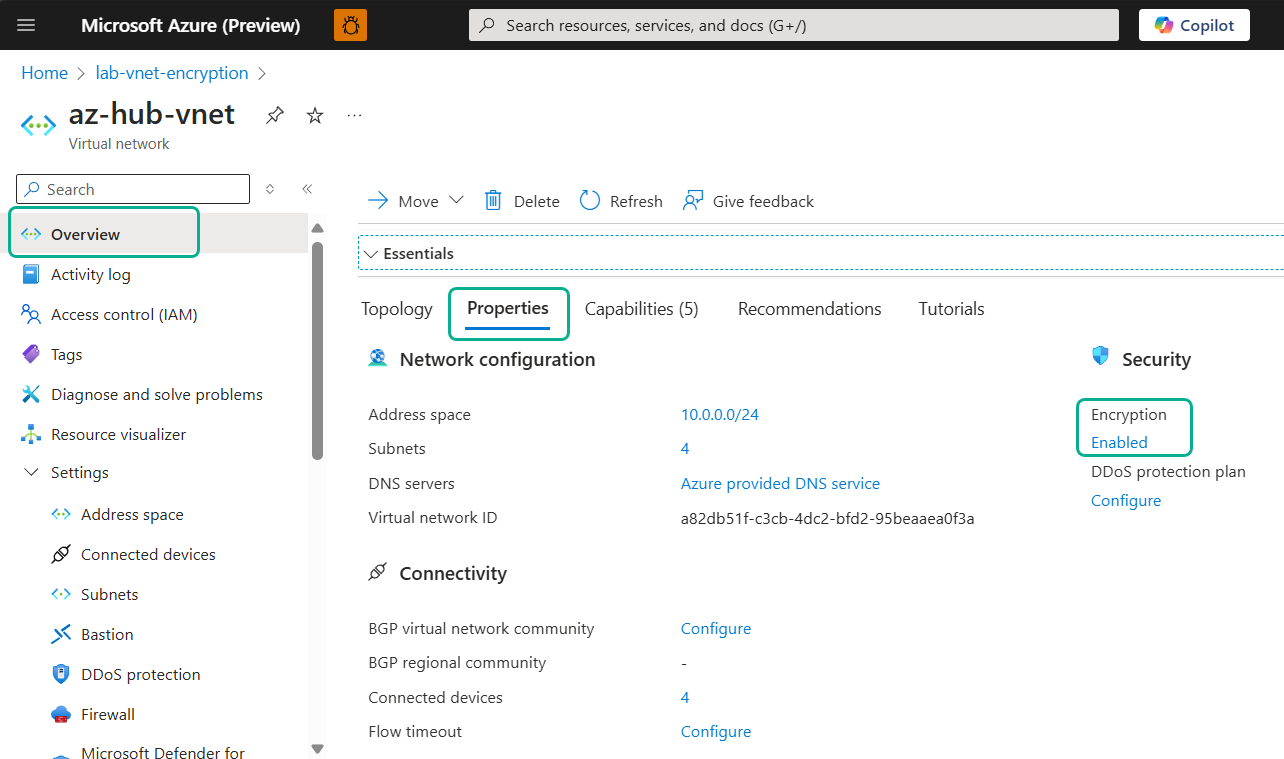 Microsoft Azure (Preview)
Search resources, services, and docs (G+/)
Copilot
Home > lab-vnet-encryption >
az-hub-vnet
...
Virtual network
Search
Overview
Activity log
Access control (IAM)
Tags
Diagnose and solve problems
Resource visualizer
Settings
Address space
Connected devices
Subnets
Bastion
DDoS protection
Firewall
Microsoft Defender for
Move Delete Refresh Give feedback
Essentials
Topology Properties Capabilities (5) Recommendations Tutorials
Network configuration
Address space 10.0.0.0/24
Subnets 4
DNS servers Azure provided DNS service
Virtual network ID a82db51f-c3cb-4dc2-bfd2-95beaaea0f3a
Connectivity
BGP virtual network community Configure
BGP regional community -
Connected devices 4
Flow timeout Configure
Security
Encryption
Enabled
DDoS protection plan
Configure